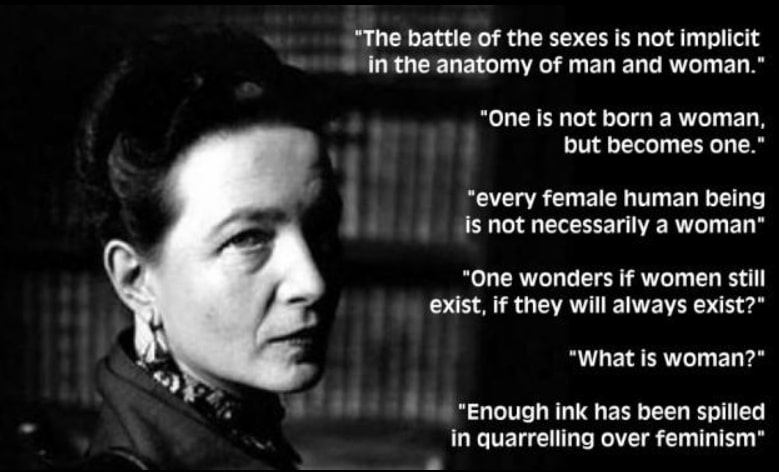 "The battle of the sexes is not implicit
in the anatomy of man and woman."
"One is not born a woman,
but becomes one."
"every female human being
is not necessarily a woman"
"One wonders if women still
exist, if they will always exist?"
"What is woman?"
"Enough ink has been spilled
in quarrelling over feminism"